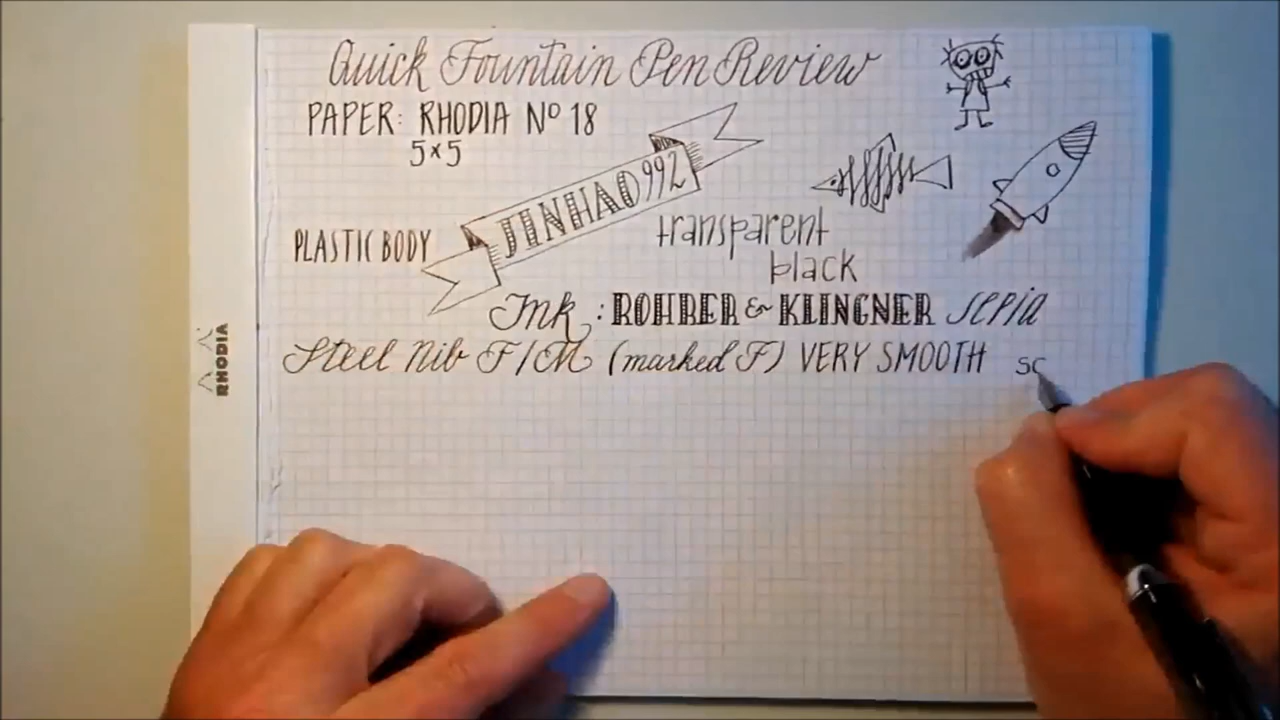 Quick Fountain Pen Review
PAPER: RHODIA Nº 18
5×5
JINHAO 992
PLASTIC BODY
transparent
black
Ink: ROHRER & KLINGNER sepia
Steel Nib F/M (marked F) VERY SMOOTH sc
RHODIA